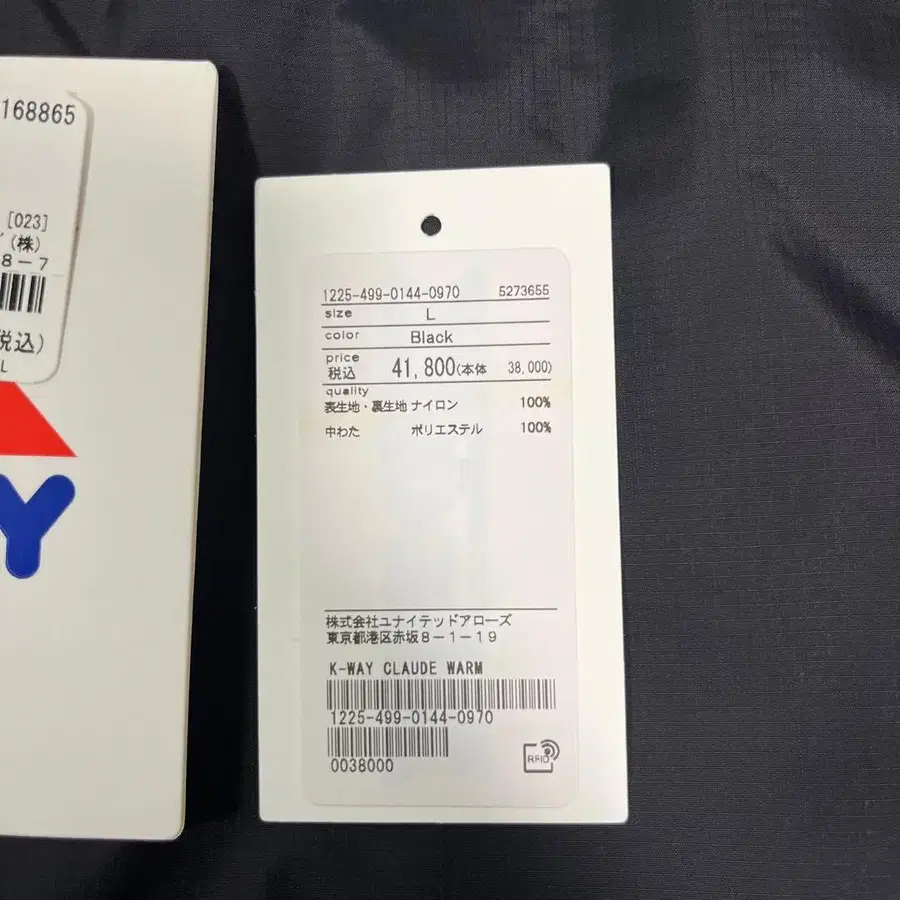 168865
[023]
(株)
8-7
税込)
L
Y
1225-499-0144-0970 5273655
size L
color Black
price
税込 41,800(本体 38,000)
quality
表生地・裏生地 ナイロン 100%
中わた ポリエステル 100%
株式会社ユナイテッドアローズ
東京都港区赤坂8-1-19
K-WAY CLAUDE WARM
1225-499-0144-0970
0038000
RFID